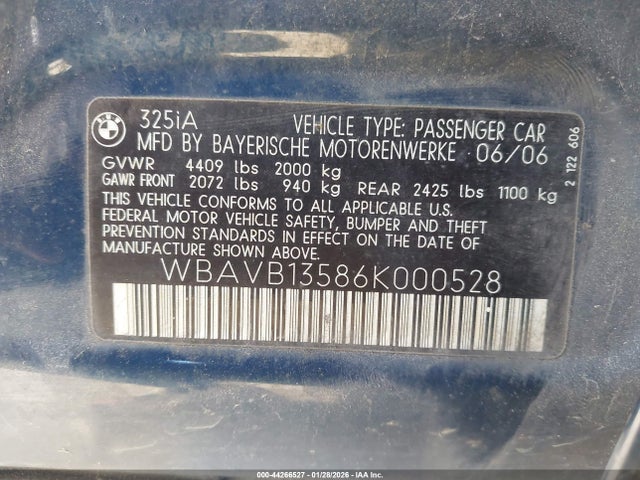 BMW
325iA VEHICLE TYPE: PASSENGER CAR
MFD BY BAYERISCHE MOTORENWERKE 06/06
GVWR 4409 lbs 2000 kg
GAWR FRONT 2072 lbs 940 kg REAR 2425 lbs 1100 kg
THIS VEHICLE CONFORMS TO ALL APPLICABLE U.S.
FEDERAL MOTOR VEHICLE SAFETY, BUMPER AND THEFT
PREVENTION STANDARDS IN EFFECT ON THE DATE OF
MANUFACTURE SHOWN ABOVE.
WBAVB13586K000528
2 122 606
000-44266527 - 01/28/2026 - IAA Inc.